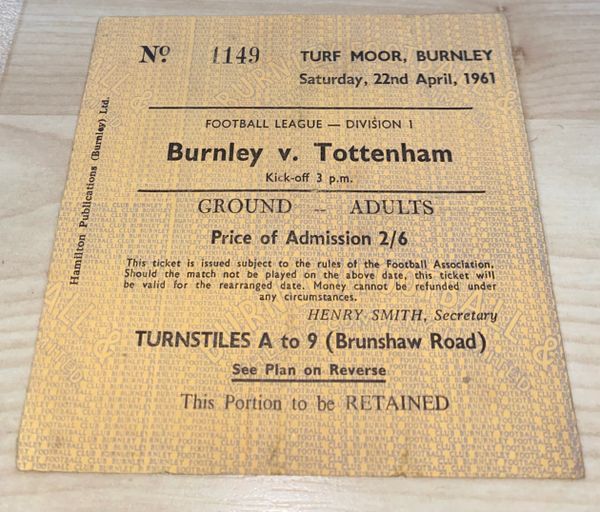 Nº 1149
TURF MOOR, BURNLEY
Saturday, 22nd April, 1961
FOOTBALL LEAGUE — DIVISION 1
Burnley v. Tottenham
Kick-off 3 p.m.
GROUND – ADULTS
Price of Admission 2/6
This ticket is issued subject to the rules of the Football Association.
Should the match not be played on the above date, this ticket will
be valid for the rearranged date. Money cannot be refunded under
any circumstances.
HENRY SMITH, Secretary
TURNSTILES A to 9 (Brunshaw Road)
See Plan on Reverse
This Portion to be RETAINED
Hamilton Publications (Burnley) Ltd.